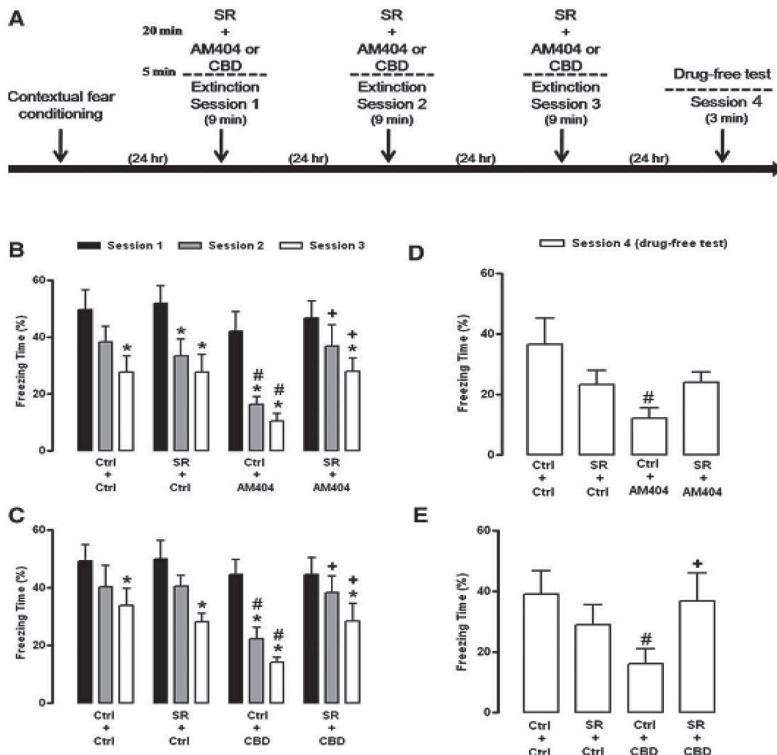 A
20 min
SR
+
AM404 or
CBD
SR
+
AM404 or
CBD
SR
+
AM404 or
CBD
5 min
Contextual fear
conditioning
Extinction
Session 1
(9 min)
Extinction
Session 2
(9 min)
Extinction
Session 3
(9 min)
Drug-free test
Session 4
(3 min)
(24 hr) (24 hr) (24 hr) (24 hr)
B
Session 1 Session 2 Session 3
Freezing Time (%)
60
40
20
0
* * * # * # * + + *
Ctrl
+
Ctrl
SR
+
Ctrl
Ctrl
+
AM404
SR
+
AM404
D
Session 4 (drug-free test)
Freezing Time (%)
60
40
20
0
#
Ctrl
+
Ctrl
SR
+
Ctrl
Ctrl
+
AM404
SR
+
AM404
C
Freezing Time (%)
60
40
20
0
* * # * # * + + *
Ctrl
+
Ctrl
SR
+
Ctrl
Ctrl
+
CBD
SR
+
CBD
E
Freezing Time (%)
60
40
20
0
# +
Ctrl
+
Ctrl
SR
+
Ctrl
Ctrl
+
CBD
SR
+
CBD